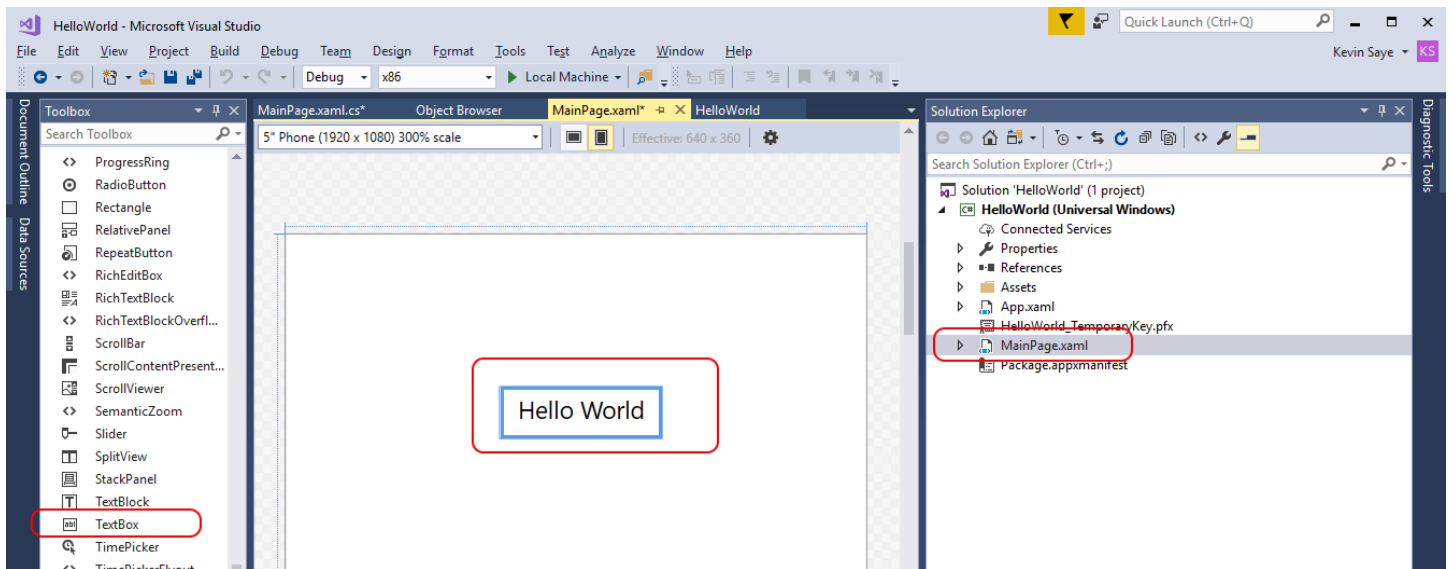 HelloWorld - Microsoft Visual Studio
Quick Launch (Ctrl+Q)
File Edit View Project Build Debug Team Design Format Tools Test Analyze Window Help
Kevin Saye KS
Debug x86 Local Machine
Document Outline
Data Sources
Toolbox
Search Toolbox
ProgressRing
RadioButton
Rectangle
RelativePanel
RepeatButton
RichEditBox
RichTextBlock
RichTextBlockOverfl...
ScrollBar
ScrollContentPresent...
ScrollViewer
SemanticZoom
Slider
SplitView
StackPanel
TextBlock
TextBox
TimePicker
TimePickerFlyout
MainPage.xaml.cs* Object Browser MainPage.xaml* HelloWorld
5" Phone (1920 x 1080) 300% scale Effective: 640 x 360
Hello World
Solution Explorer
Search Solution Explorer (Ctrl+;)
Solution 'HelloWorld' (1 project)
C# HelloWorld (Universal Windows)
Connected Services
Properties
References
Assets
App.xaml
HelloWorld_TemporaryKey.pfx
MainPage.xaml
Package.appxmanifest
Diagnostic Tools